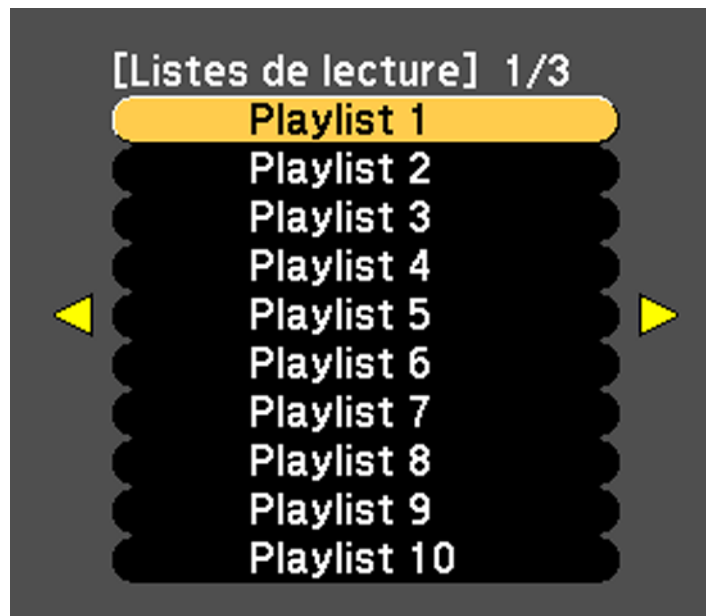 [Listes de lecture] 1/3
Playlist 1
Playlist 2
Playlist 3
Playlist 4
Playlist 5
Playlist 6
Playlist 7
Playlist 8
Playlist 9
Playlist 10